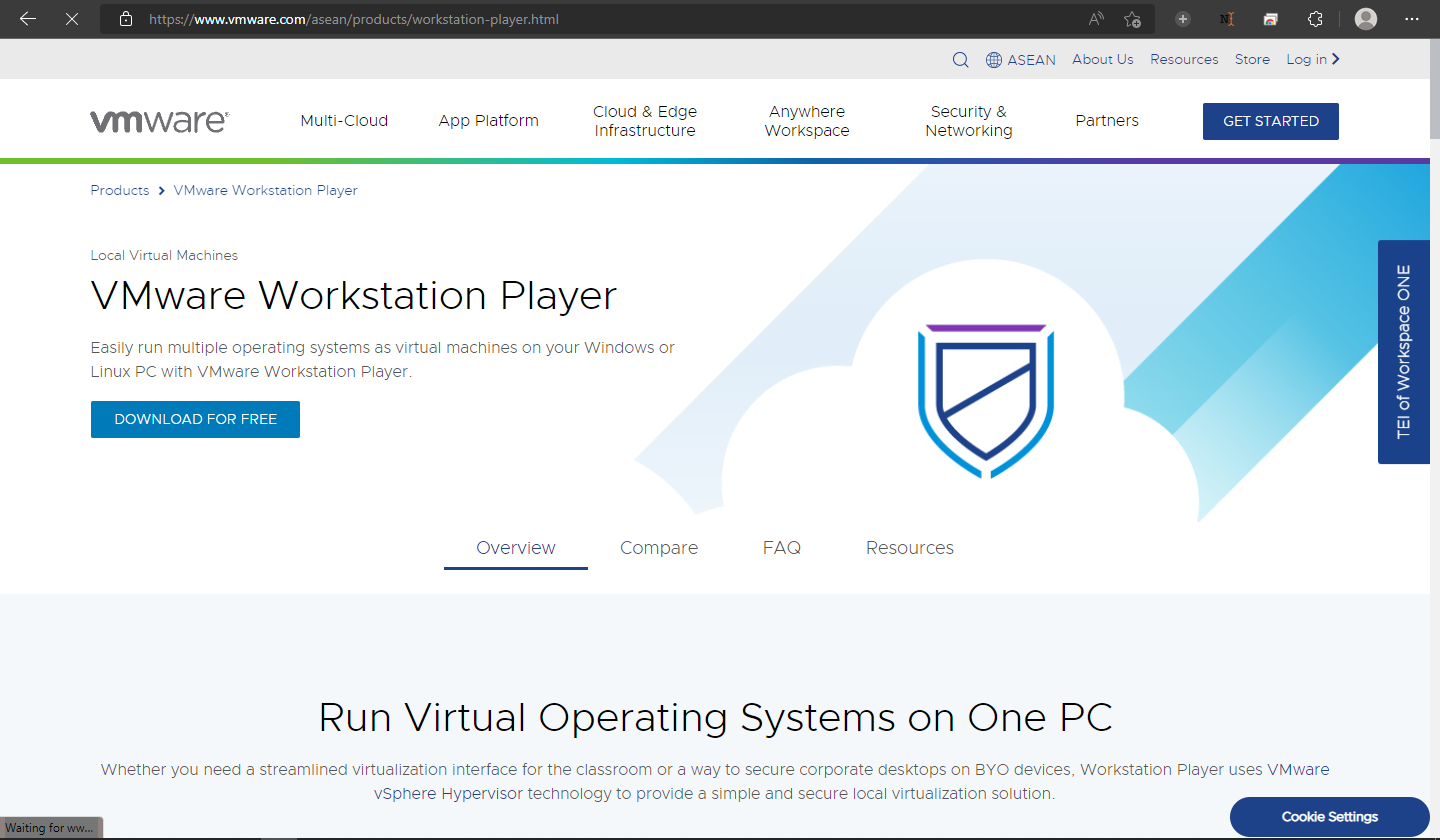 https://www.vmware.com/asean/products/workstation-player.html
ASEAN About Us Resources Store Log in
vmware®
Multi-Cloud
App Platform
Cloud & Edge
Infrastructure
Anywhere
Workspace
Security &
Networking
Partners
GET STARTED
Products VMware Workstation Player
Local Virtual Machines
VMware Workstation Player
Easily run multiple operating systems as virtual machines on your Windows or
Linux PC with VMware Workstation Player.
DOWNLOAD FOR FREE
TEI of Workspace ONE
Overview Compare FAQ Resources
Run Virtual Operating Systems on One PC
Whether you need a streamlined virtualization interface for the classroom or a way to secure corporate desktops on BYO devices, Workstation Player uses VMware
vSphere Hypervisor technology to provide a simple and secure local virtualization solution.
Cookie Settings
Waiting for ww...